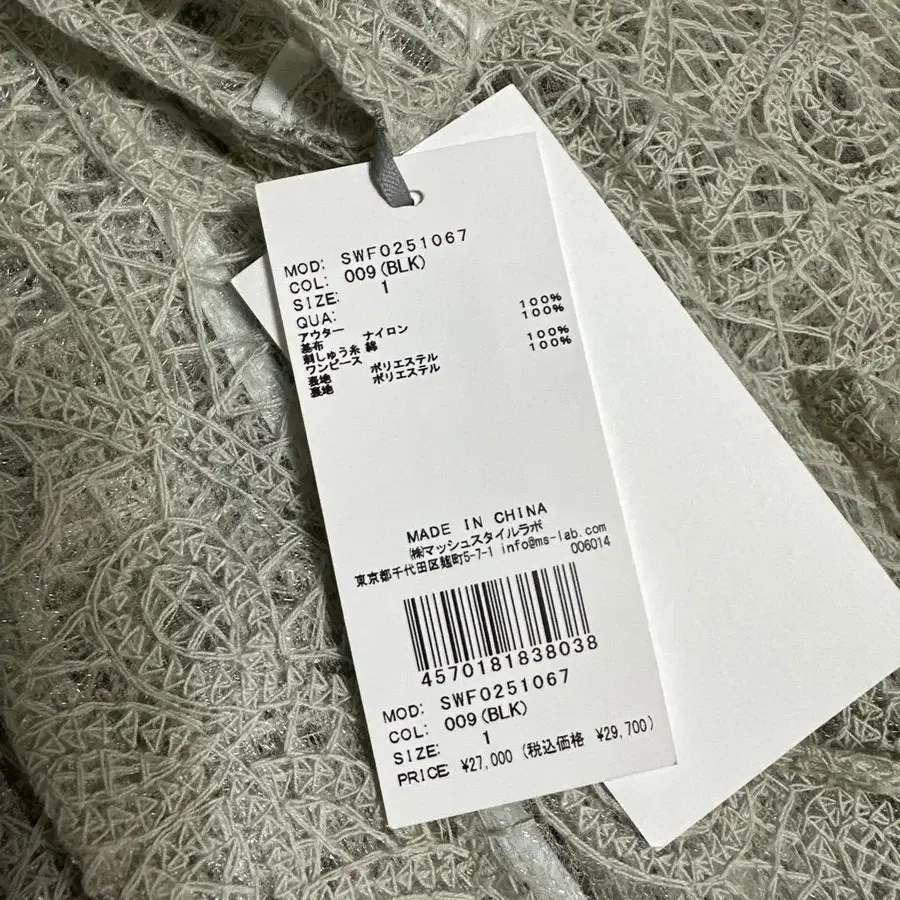 MOD: SWF0251067
COL: 009(BLK)
SIZE: 1
QUA:
アウター
基布 ナイロン 100%
刺しゅう糸 綿 100%
ワンピース
表地 ポリエステル 100%
裏地 ポリエステル 100%
MADE IN CHINA
㈱マッシュスタイルラボ
東京都千代田区麹町5-7-1 info@ms-lab.com
006014
4570181838038
MOD: SWF0251067
COL: 009(BLK)
SIZE: 1
PRICE: ¥27,000 (税込価格 ¥29,700)